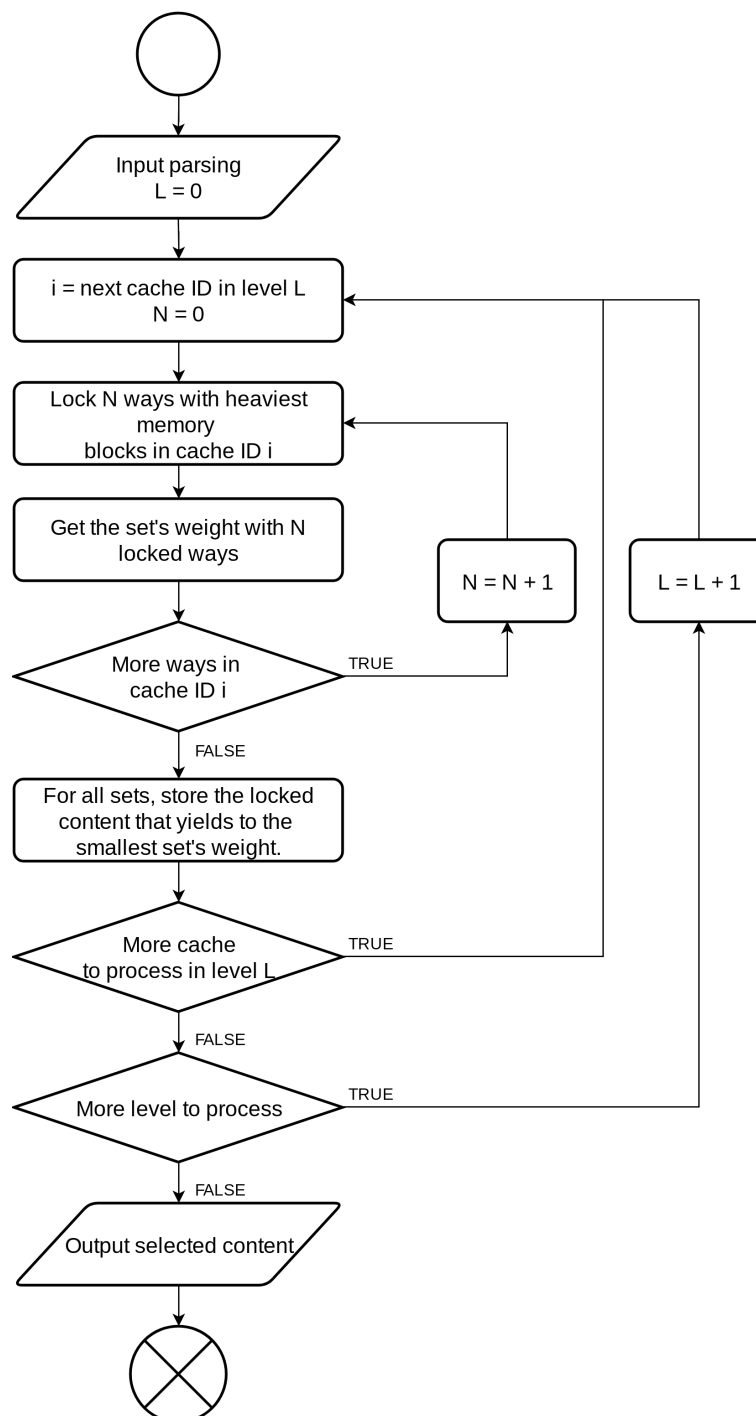 Input parsing
L = 0
i = next cache ID in level L
N = 0
Lock N ways with heaviest
memory
blocks in cache ID i
Get the set's weight with N
locked ways
N = N + 1
L = L + 1
More ways in
cache ID i
TRUE
FALSE
For all sets, store the locked
content that yields to the
smallest set's weight.
More cache
to process in level L
TRUE
FALSE
More level to process
TRUE
FALSE
Output selected content